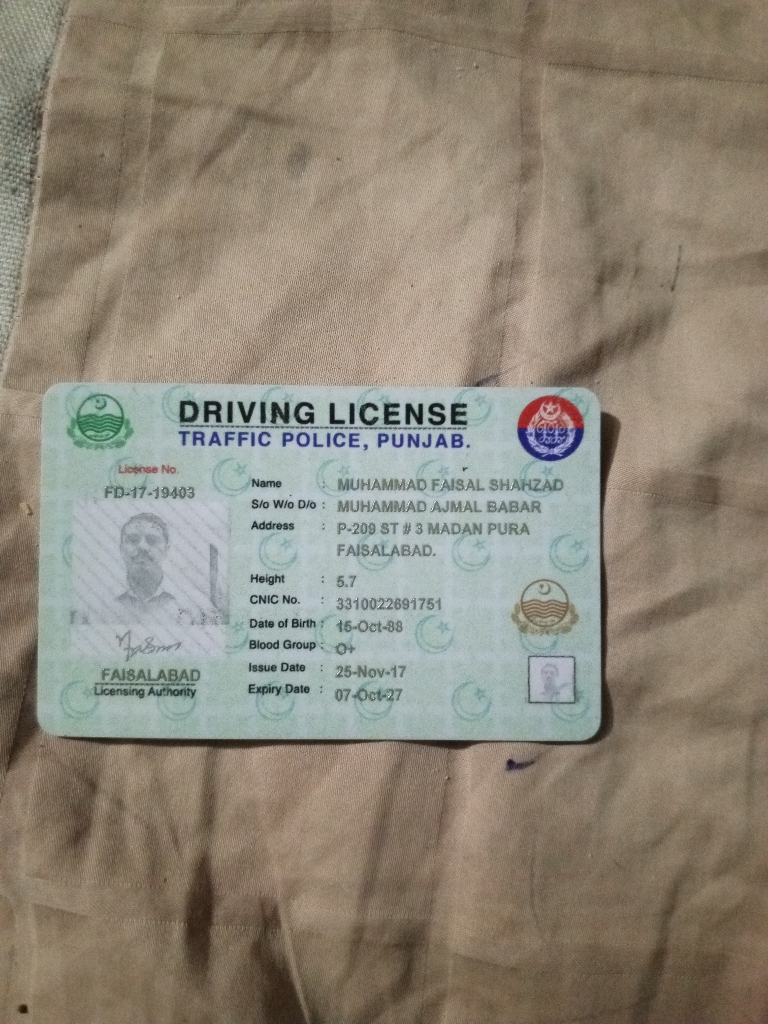 DRIVING LICENSE
TRAFFIC POLICE, PUNJAB.
License No.
FD-17-19403
Name : MUHAMMAD FAISAL SHAHZAD
S/o W/o D/o : MUHAMMAD AJMAL BABAR
Address : P-209 ST # 3 MADAN PURA
FAISALABAD.
Height : 5.7
CNIC No. : 3310022691751
Date of Birth : 15-Oct-88
Blood Group : O+
Issue Date : 25-Nov-17
Expiry Date : 07-Oct-27
FAISALABAD
Licensing Authority